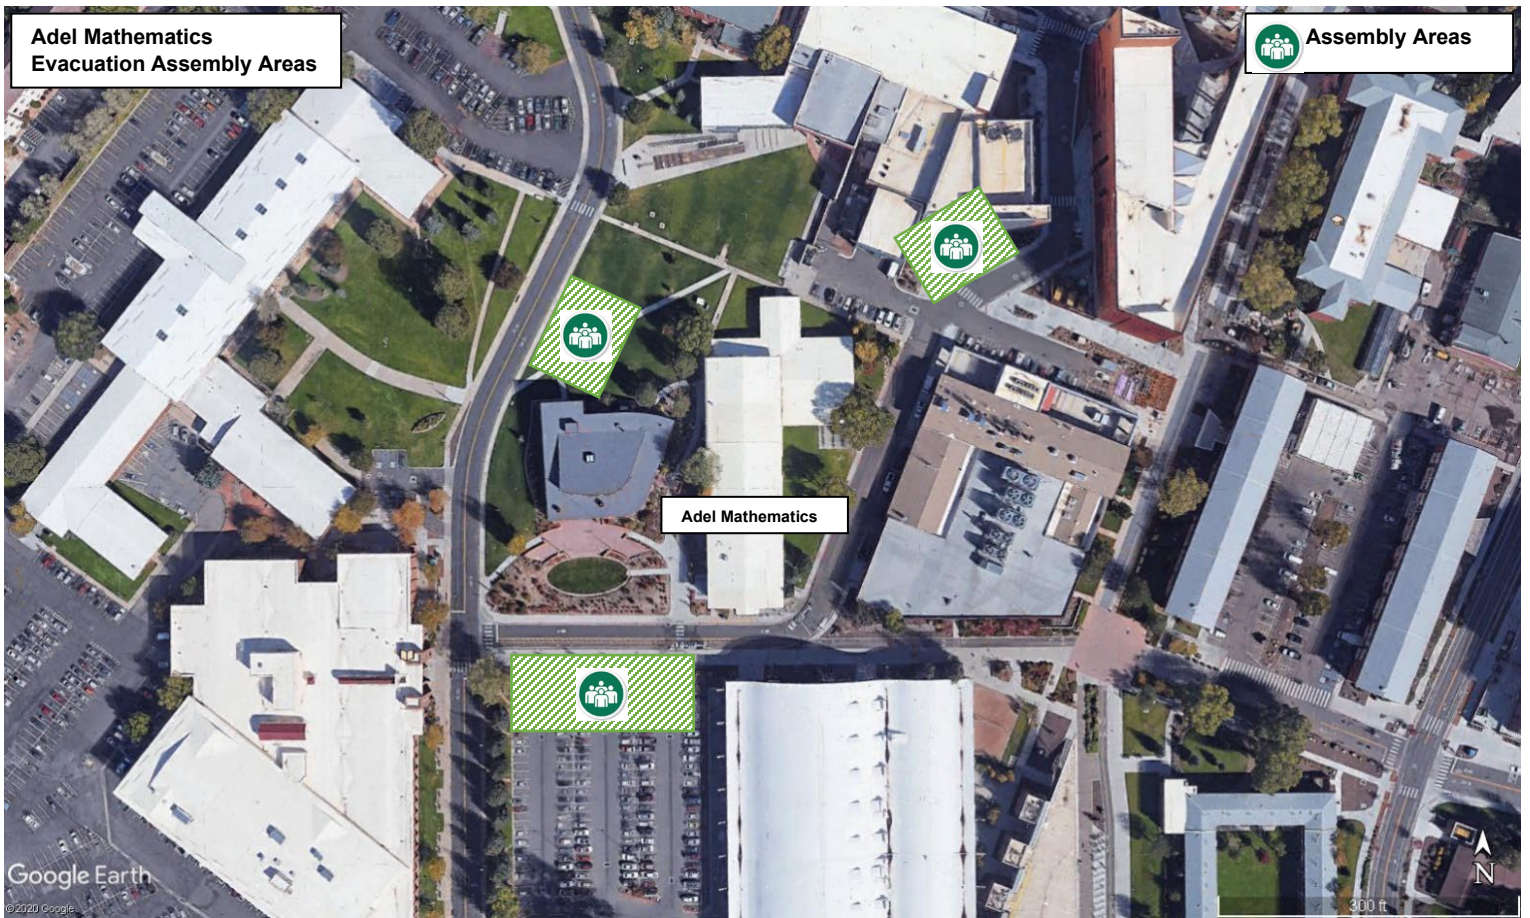 Adel Mathematics
Evacuation Assembly Areas
Assembly Areas
Adel Mathematics
Google Earth
©2020 Google
N
300 ft